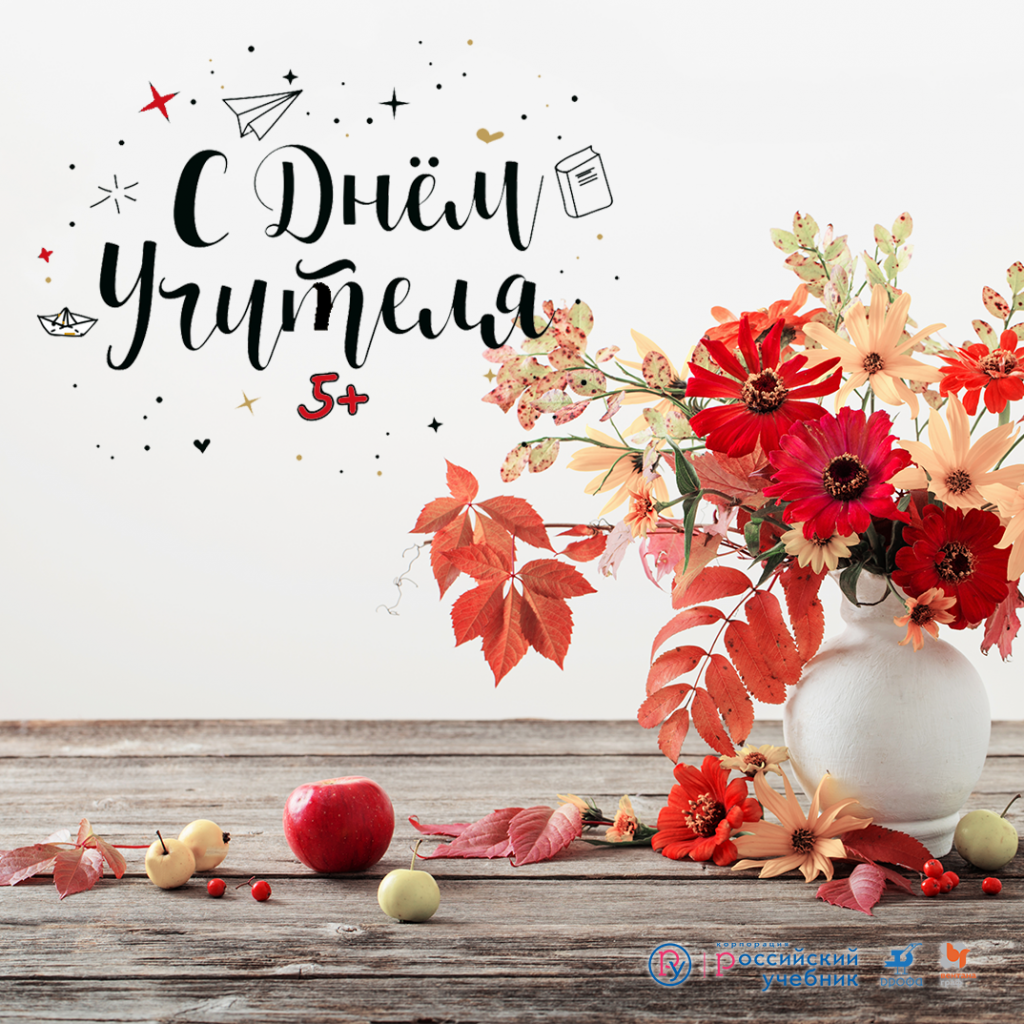 С Днём
Учителя
5+
корпорация
российский
учебник